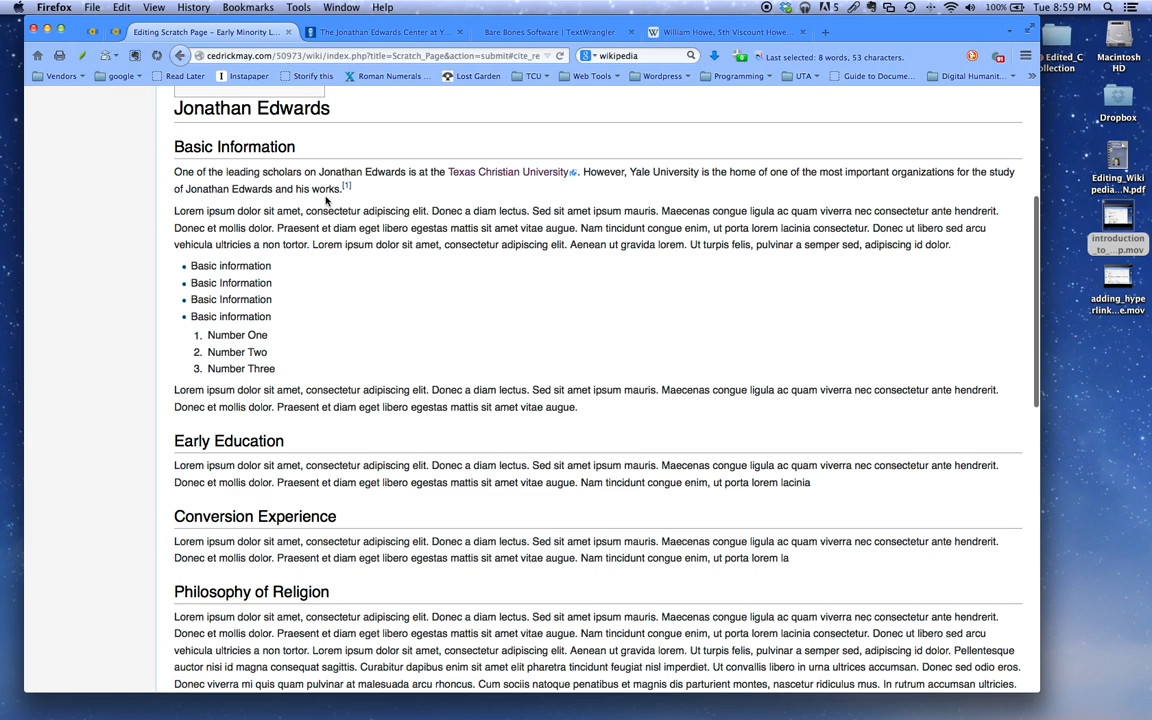 Firefox File Edit View History Bookmarks Tools Window Help
5 100% Tue 8:59 PM
Editing Scratch Page – Early Minority L...
The Jonathan Edwards Center at Y...
Bare Bones Software | TextWrangler
William Howe, 5th Viscount Howe...
cedrickmay.com/50973/wiki/index.php?title=Scratch_Page&action=submit#cite_re
wikipedia
Last selected: 8 words, 53 characters.
Vendors google Read Later Instapaper Storify this Roman Numerals ... Lost Garden TCU Web Tools Wordpress Programming UTA Guide to Docume... Digital Humanit...
Jonathan Edwards
Basic Information
One of the leading scholars on Jonathan Edwards is at the Texas Christian University. However, Yale University is the home of one of the most important organizations for the study
of Jonathan Edwards and his works.[1]
Lorem ipsum dolor sit amet, consectetur adipiscing elit. Donec a diam lectus. Sed sit amet ipsum mauris. Maecenas congue ligula ac quam viverra nec consectetur ante hendrerit.
Donec et mollis dolor. Praesent et diam eget libero egestas mattis sit amet vitae augue. Nam tincidunt congue enim, ut porta lorem lacinia consectetur. Donec ut libero sed arcu
vehicula ultricies a non tortor. Lorem ipsum dolor sit amet, consectetur adipiscing elit. Aenean ut gravida lorem. Ut turpis felis, pulvinar a semper sed, adipiscing id dolor.
Basic information
Basic Information
Basic Information
Basic information
1. Number One
2. Number Two
3. Number Three
Lorem ipsum dolor sit amet, consectetur adipiscing elit. Donec a diam lectus. Sed sit amet ipsum mauris. Maecenas congue ligula ac quam viverra nec consectetur ante hendrerit.
Donec et mollis dolor. Praesent et diam eget libero egestas mattis sit amet vitae augue.
Early Education
Lorem ipsum dolor sit amet, consectetur adipiscing elit. Donec a diam lectus. Sed sit amet ipsum mauris. Maecenas congue ligula ac quam viverra nec consectetur ante hendrerit.
Donec et mollis dolor. Praesent et diam eget libero egestas mattis sit amet vitae augue. Nam tincidunt congue enim, ut porta lorem lacinia
Conversion Experience
Lorem ipsum dolor sit amet, consectetur adipiscing elit. Donec a diam lectus. Sed sit amet ipsum mauris. Maecenas congue ligula ac quam viverra nec consectetur ante hendrerit.
Donec et mollis dolor. Praesent et diam eget libero egestas mattis sit amet vitae augue. Nam tincidunt congue enim, ut porta lorem la
Philosophy of Religion
Lorem ipsum dolor sit amet, consectetur adipiscing elit. Donec a diam lectus. Sed sit amet ipsum mauris. Maecenas congue ligula ac quam viverra nec consectetur ante hendrerit.
Donec et mollis dolor. Praesent et diam eget libero egestas mattis sit amet vitae augue. Nam tincidunt congue enim, ut porta lorem lacinia consectetur. Donec ut libero sed arcu
vehicula ultricies a non tortor. Lorem ipsum dolor sit amet, consectetur adipiscing elit. Aenean ut gravida lorem. Ut turpis felis, pulvinar a semper sed, adipiscing id dolor. Pellentesque
auctor nisi id magna consequat sagittis. Curabitur dapibus enim sit amet elit pharetra tincidunt feugiat nisl imperdiet. Ut convallis libero in urna ultrices accumsan. Donec sed odio eros.
Donec viverra mi quis quam pulvinar at malesuada arcu rhoncus. Cum sociis natoque penatibus et magnis dis parturient montes, nascetur ridiculus mus. In rutrum accumsan ultricies.
Edited_C
ollection
Macintosh
HD
Dropbox
Editing_Wiki
pedia...N.pdf
introduction
_to_...p.mov
adding_hype
rlink...e.mov